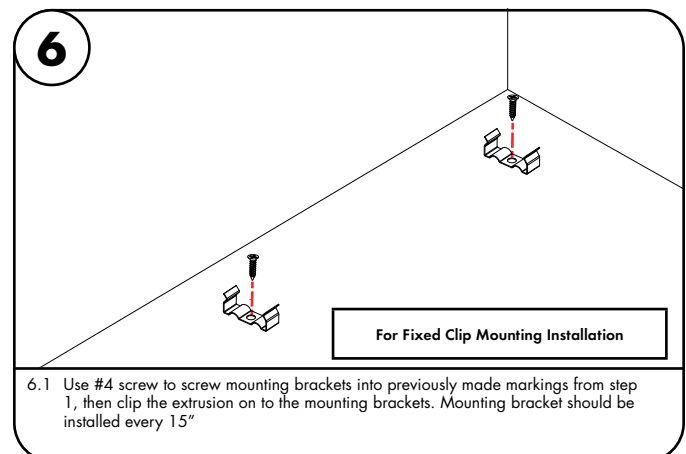 6
For Fixed Clip Mounting Installation
6.1 Use #4 screw to screw mounting brackets into previously made markings from step
1, then clip the extrusion on to the mounting brackets. Mounting bracket should be
installed every 15”